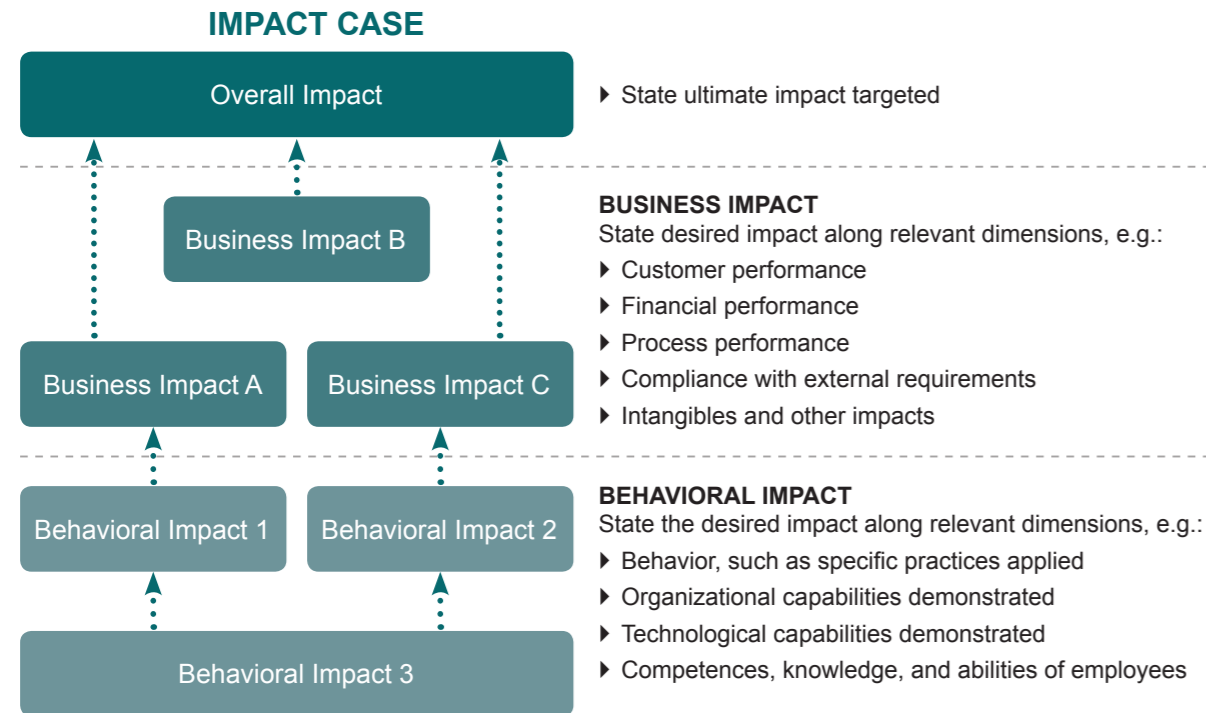 IMPACT CASE
Overall Impact
▸ State ultimate impact targeted
Business Impact B
BUSINESS IMPACT
State desired impact along relevant dimensions, e.g.:
▸ Customer performance
▸ Financial performance
▸ Process performance
▸ Compliance with external requirements
▸ Intangibles and other impacts
Business Impact A
Business Impact C
Behavioral Impact 1
Behavioral Impact 2
BEHAVIORAL IMPACT
State the desired impact along relevant dimensions, e.g.:
▸ Behavior, such as specific practices applied
▸ Organizational capabilities demonstrated
▸ Technological capabilities demonstrated
▸ Competences, knowledge, and abilities of employees
Behavioral Impact 3